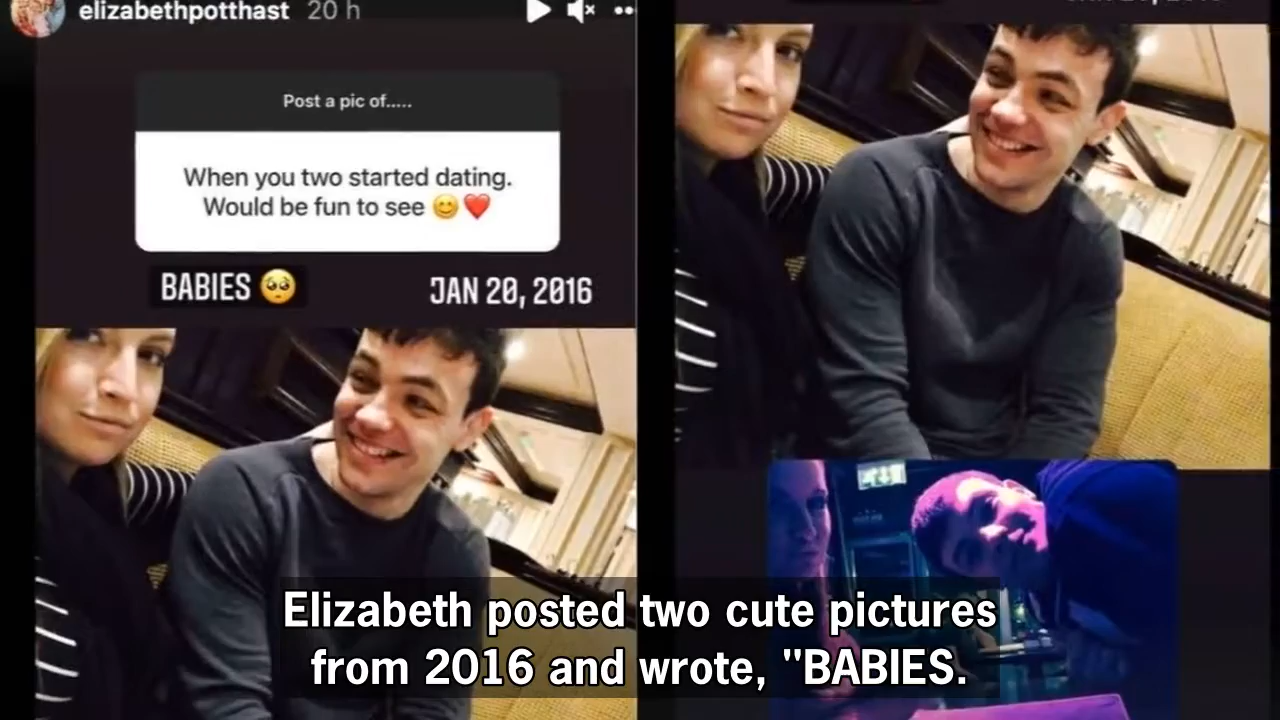 elizabethpotthast 20 h
Post a pic of.....
When you two started dating.
Would be fun to see 😊❤️
BABIES 🥺
JAN 20, 2016
Elizabeth posted two cute pictures
from 2016 and wrote, "BABIES.